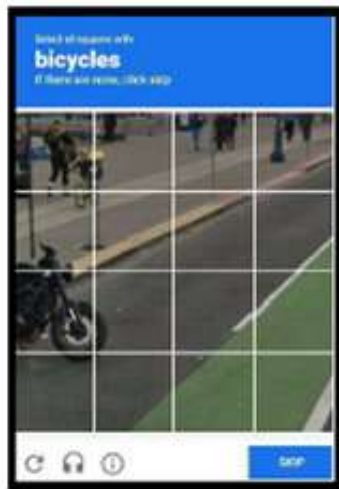 Select all squares with
bicycles
If there are none, click skip
SKIP